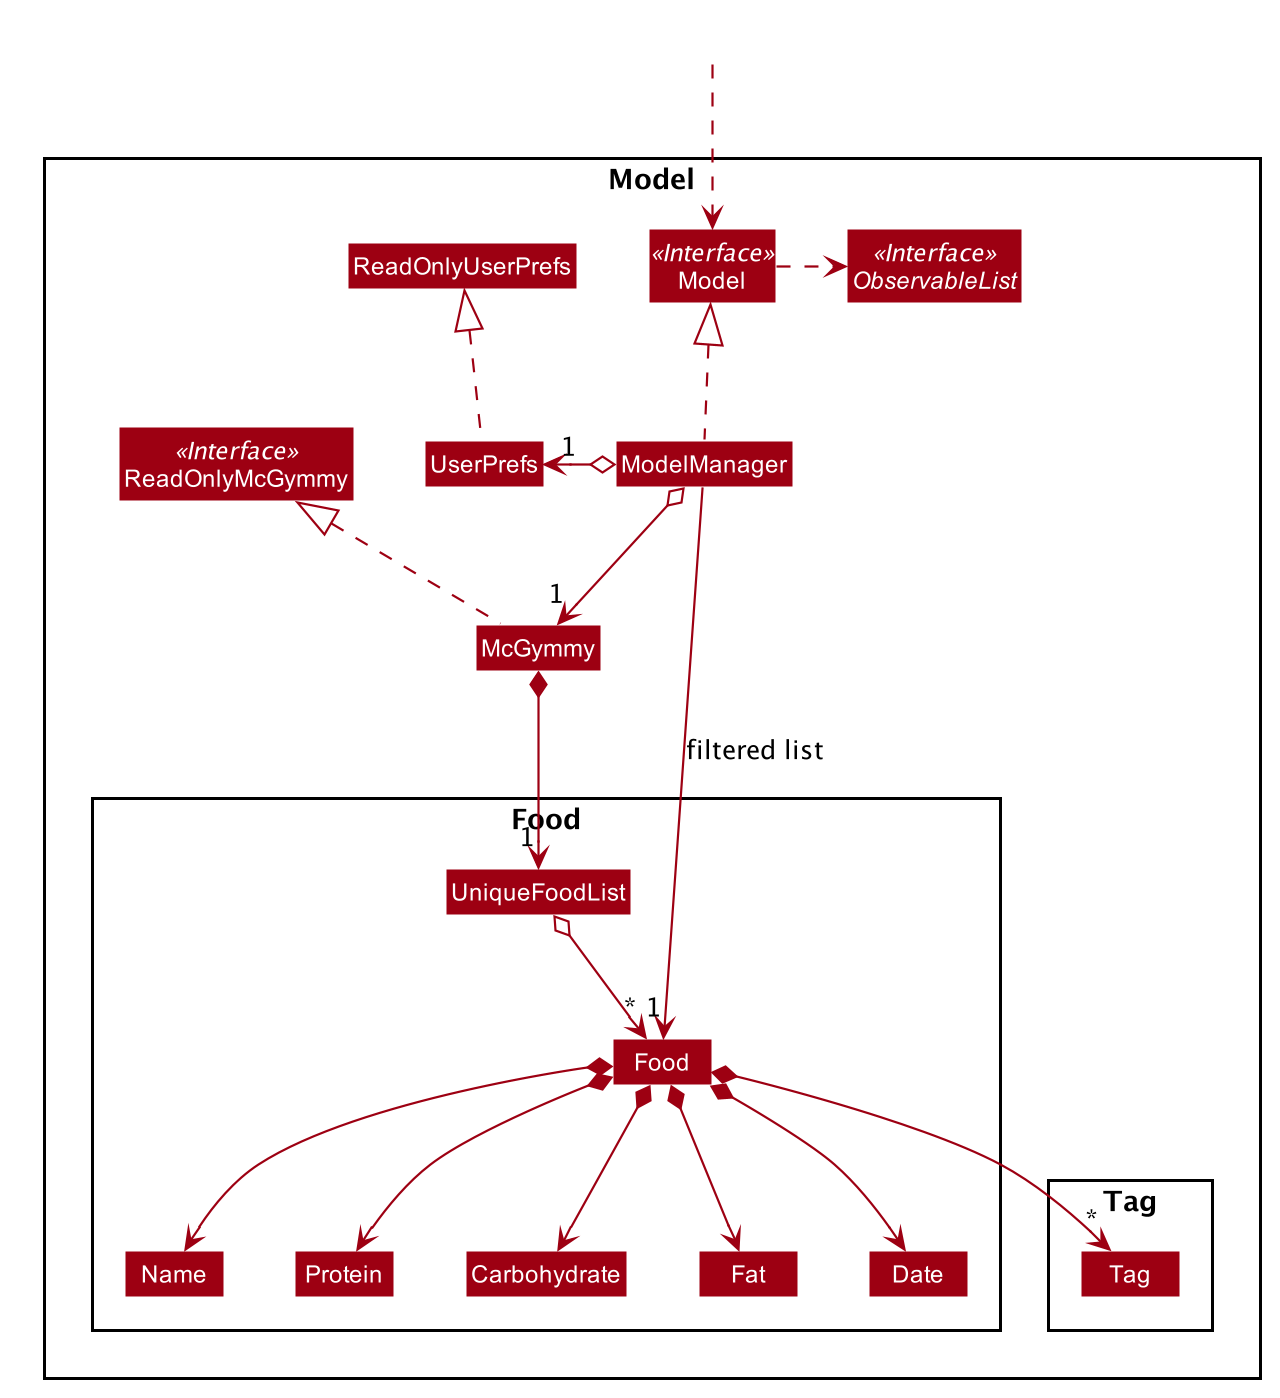 Model
«Interface»
Model
«Interface»
ObservableList
ReadOnlyUserPrefs
«Interface»
ReadOnlyMcGymmy
UserPrefs
1
ModelManager
1
McGymmy
filtered list
Food
1
UniqueFoodList
* 1
Food
Tag
*
Name
Protein
Carbohydrate
Fat
Date
Tag